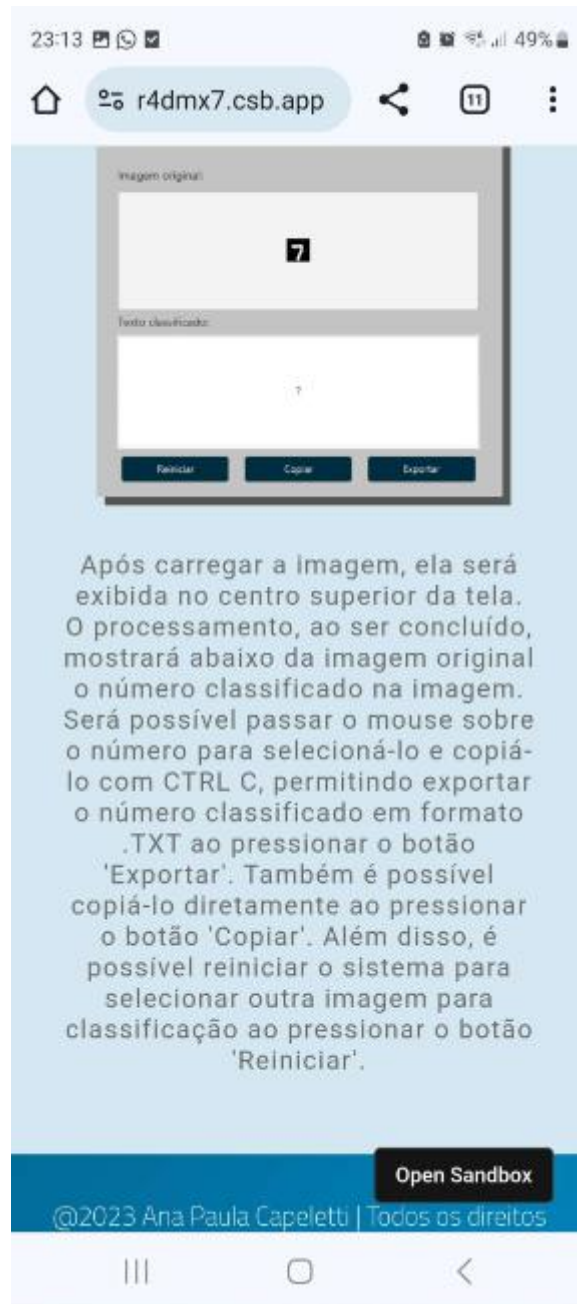 23:13
49%
r4dmx7.csb.app
11
Imagem original:
7
Texto classificado:
7
Reiniciar Copiar Exportar
Após carregar a imagem, ela será
exibida no centro superior da tela.
O processamento, ao ser concluído,
mostrará abaixo da imagem original
o número classificado na imagem.
Será possível passar o mouse sobre
o número para selecioná-lo e copiá-
lo com CTRL C, permitindo exportar
o número classificado em formato
.TXT ao pressionar o botão
'Exportar'. Também é possível
copiá-lo diretamente ao pressionar
o botão 'Copiar'. Além disso, é
possível reiniciar o sistema para
selecionar outra imagem para
classificação ao pressionar o botão
'Reiniciar'.
Open Sandbox
@2023 Ana Paula Capeletti | Todos os direitos